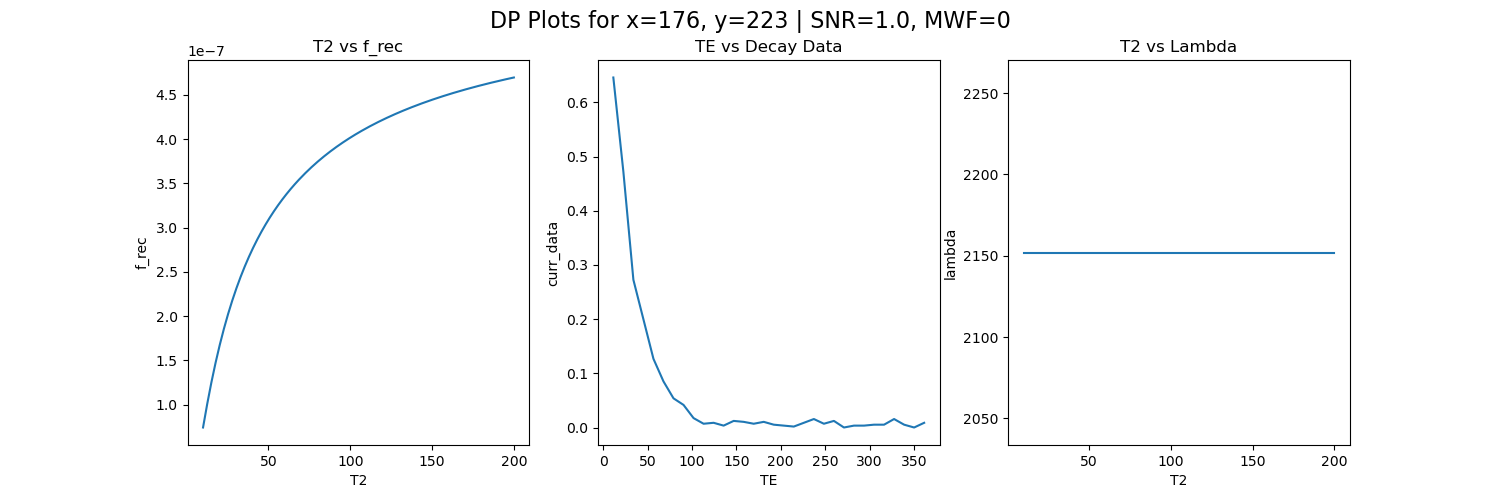 DP Plots for x=176, y=223 | SNR=1.0, MWF=0
T2 vs f_rec
1e−7
4.5
4.0
3.5
3.0
2.5
2.0
1.5
1.0
f_rec
50 100 150 200
T2
TE vs Decay Data
0.6
0.5
0.4
0.3
0.2
0.1
0.0
curr_data
0 50 100 150 200 250 300 350
TE
T2 vs Lambda
2250
2200
2150
2100
2050
lambda
50 100 150 200
T2